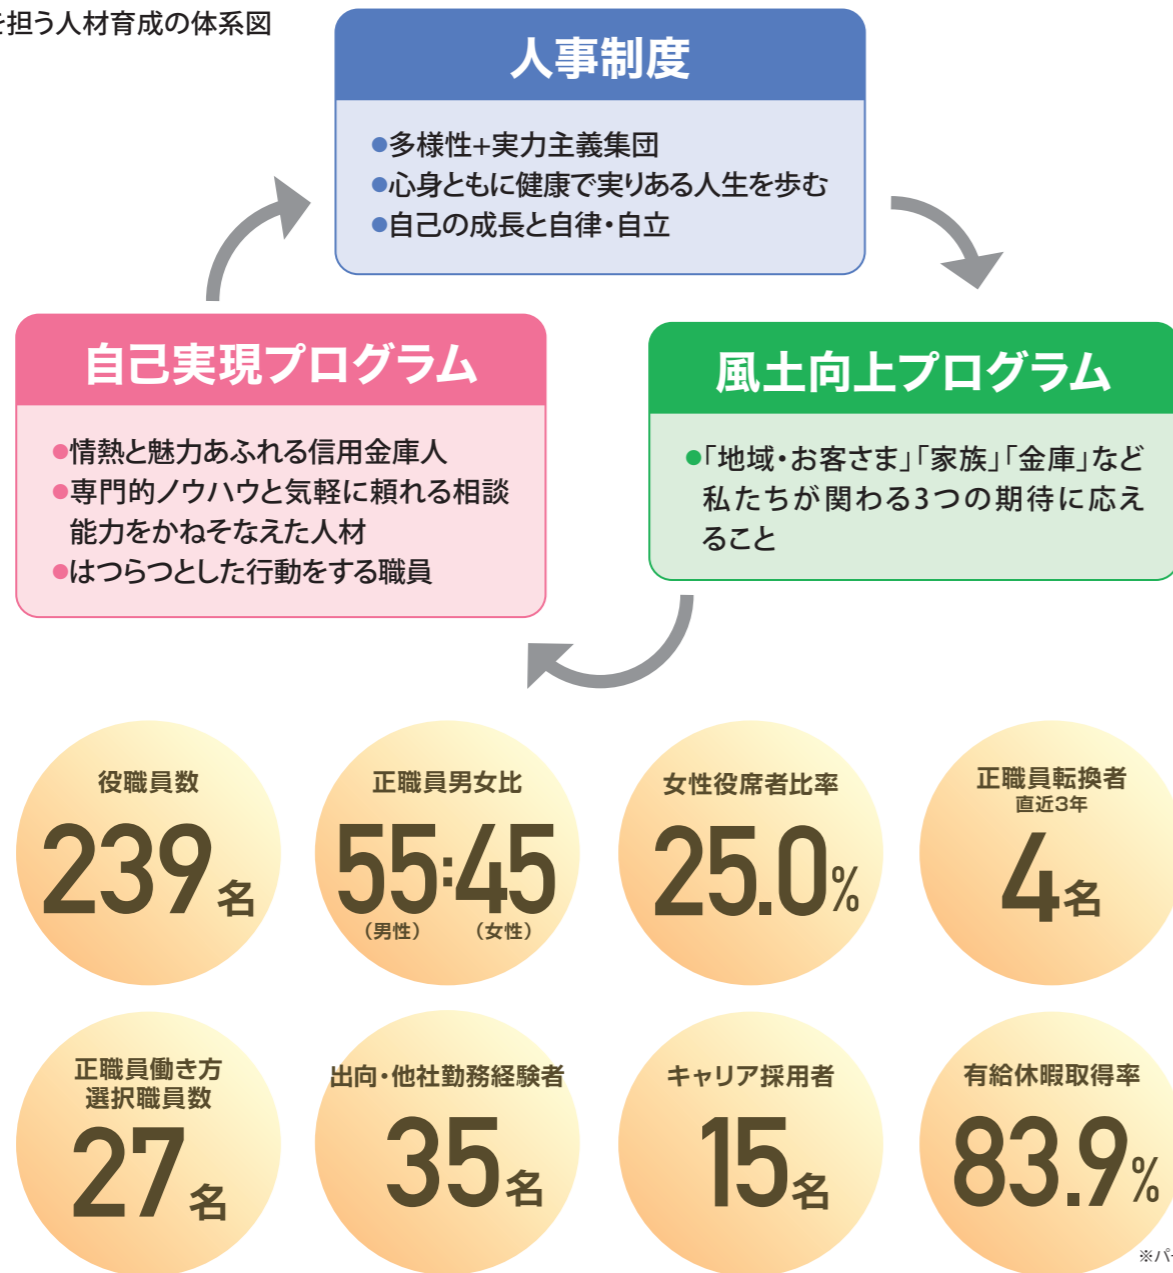 を担う人材育成の体系図
人事制度
●多様性+実力主義集団
●心身ともに健康で実りある人生を歩む
●自己の成長と自律・自立
自己実現プログラム
●情熱と魅力あふれる信用金庫人
●専門的ノウハウと気軽に頼れる相談
能力をかねそなえた人材
●はつらつとした行動をする職員
風土向上プログラム
●「地域・お客さま」「家族」「金庫」など
私たちが関わる3つの期待に応え
ること
役職員数
239名
正職員男女比
55:45
（男性） （女性）
女性役席者比率
25.0%
正職員転換者
直近3年
4名
正職員働き方
選択職員数
27名
出向・他社勤務経験者
35名
キャリア採用者
15名
有給休暇取得率
83.9%
※パ